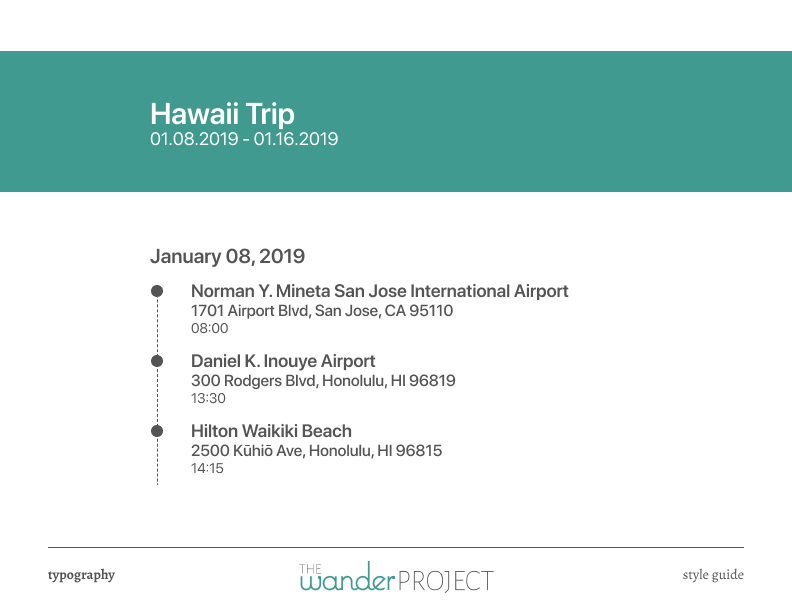 Hawaii Trip
01.08.2019 - 01.16.2019
January 08, 2019
Norman Y. Mineta San Jose International Airport
1701 Airport Blvd, San Jose, CA 95110
08:00
Daniel K. Inouye Airport
300 Rodgers Blvd, Honolulu, HI 96819
13:30
Hilton Waikiki Beach
2500 Kūhiō Ave, Honolulu, HI 96815
14:15
typography
THE
wander PROJECT
style guide